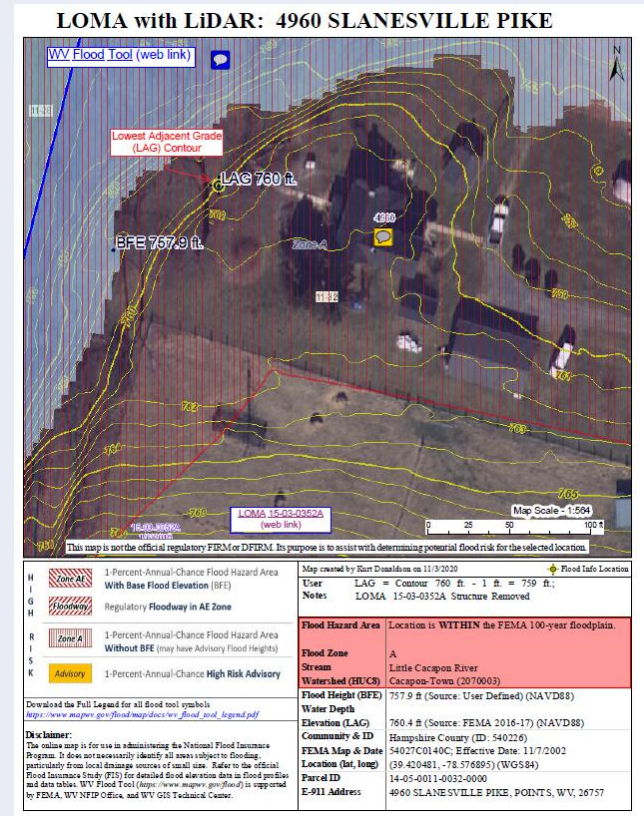 LOMA with LiDAR: 4960 SLANESVILLE PIKE
WV Flood Tool (web link)
N
Lowest Adjacent Grade
(LAG) Contour
LAG 760 ft.
BFE 757.9 ft.
4960
Zone A
11-32
760
762
763
764
761
765
760
LOMA 15-03-0352A
(web link)
15-03-0352A
Map Scale - 1:564
0 25 50 100 ft
This map is not the official regulatory FIRM or DFIRM. Its purpose is to assist with determining potential flood risk for the selected location.
HIGH RISK
Zone AE
1-Percent-Annual-Chance Flood Hazard Area
With Base Flood Elevation (BFE)
Floodway
Regulatory Floodway in AE Zone
Zone A
1-Percent-Annual-Chance Flood Hazard Area
Without BFE (may have Advisory Flood Heights)
Advisory
1-Percent-Annual-Chance High Risk Advisory
Download the Full Legend for all flood tool symbols
https://www.mapwv.gov/flood/map/docs/wv_flood_tool_legend.pdf
Disclaimer:
The online map is for use in administering the National Flood Insurance
Program. It does not necessarily identify all areas subject to flooding,
particularly from local drainage sources of small size. Refer to the official
Flood Insurance Study (FIS) for detailed flood elevation data in flood profiles
and data tables. WV Flood Tool (https://www.mapwv.gov/flood) is supported
by FEMA, WV NFIP Office, and WV GIS Technical Center.
Map created by Kurt Donaldson on 11/3/2020
Flood Info Location
User Notes LAG = Contour 760 ft. - 1 ft. = 759 ft.;
LOMA 15-03-0352A Structure Removed
Flood Hazard Area Location is WITHIN the FEMA 100-year floodplain.
Flood Zone A
Stream Little Cacapon River
Watershed (HUC8) Cacapon-Town (2070003)
Flood Height (BFE) 757.9 ft (Source: User Defined) (NAVD88)
Water Depth
Elevation (LAG) 760.4 ft (Source: FEMA 2016-17) (NAVD88)
Community & ID Hampshire County (ID: 540226)
FEMA Map & Date 54027C0140C; Effective Date: 11/7/2002
Location (lat, long) (39.420481, -78.576895) (WGS84)
Parcel ID 14-05-0011-0032-0000
E-911 Address 4960 SLANESVILLE PIKE, POINTS, WV, 26757